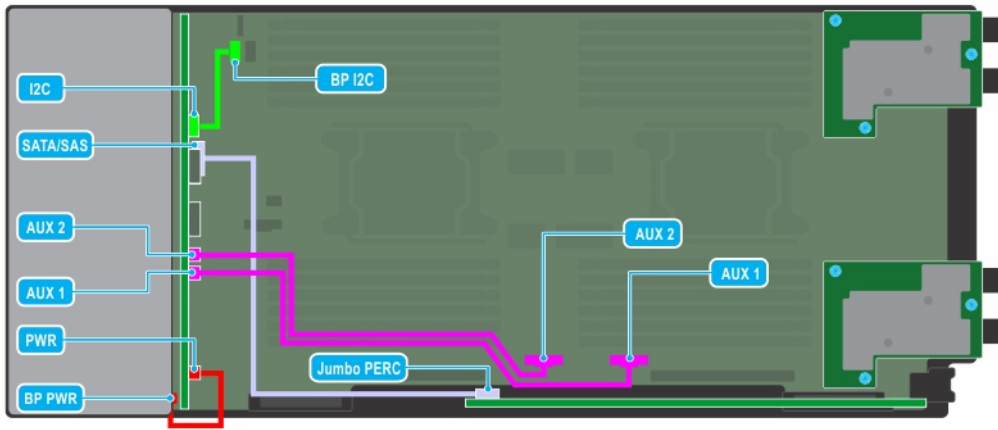 I2C
BP I2C
SATA/SAS
AUX 2
AUX 2
AUX 1
AUX 1
PWR
Jumbo PERC
BP PWR